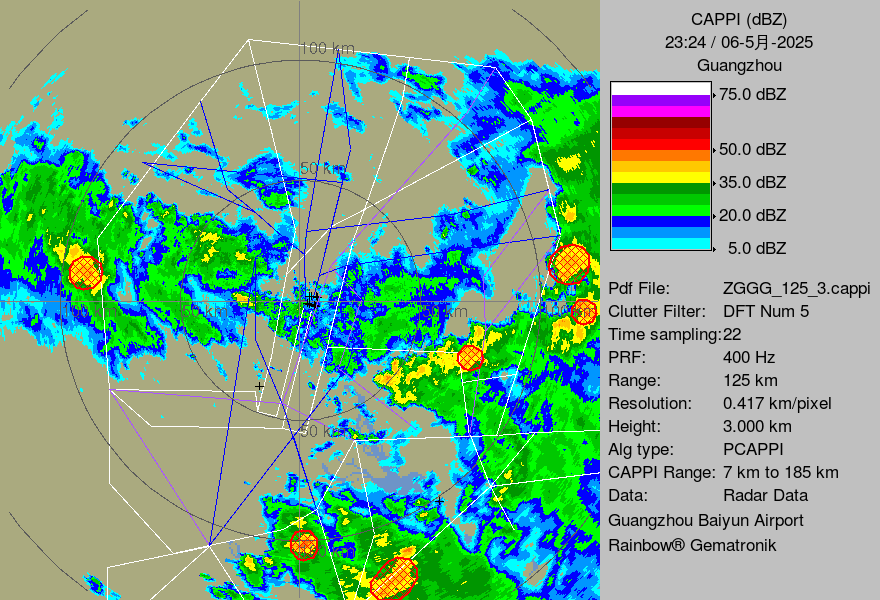 CAPPI (dBZ)
23:24 / 06-5月-2025
Guangzhou
75.0 dBZ
50.0 dBZ
35.0 dBZ
20.0 dBZ
5.0 dBZ
Pdf File: ZGGG_125_3.cappi
Clutter Filter: DFT Num 5
Time sampling:22
PRF: 400 Hz
Range: 125 km
Resolution: 0.417 km/pixel
Height: 3.000 km
Alg type: PCAPPI
CAPPI Range: 7 km to 185 km
Data: Radar Data
Guangzhou Baiyun Airport
Rainbow® Gematronik
100 km
50 km
50 km